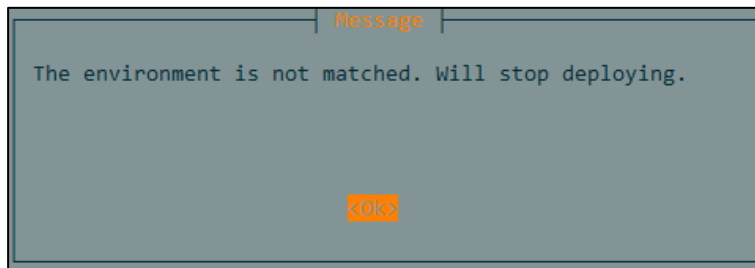 Message
The environment is not matched. Will stop deploying.
<Ok>